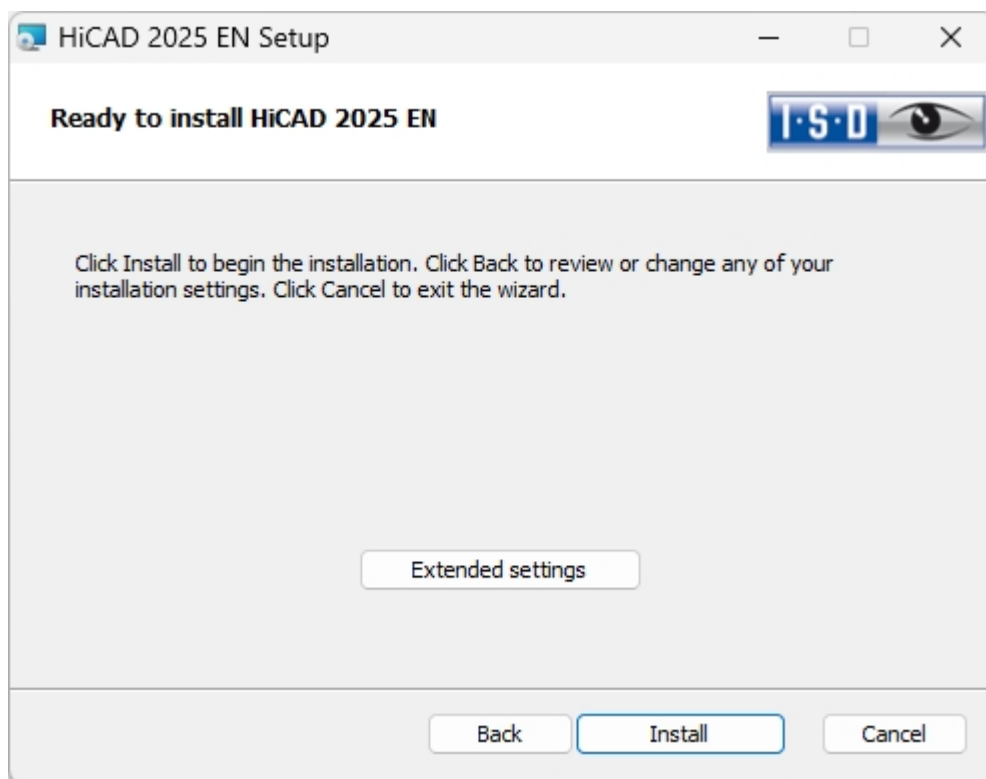 HiCAD 2025 EN Setup
Ready to install HiCAD 2025 EN
I·S·D
Click Install to begin the installation. Click Back to review or change any of your
installation settings. Click Cancel to exit the wizard.
Extended settings
Back
Install
Cancel